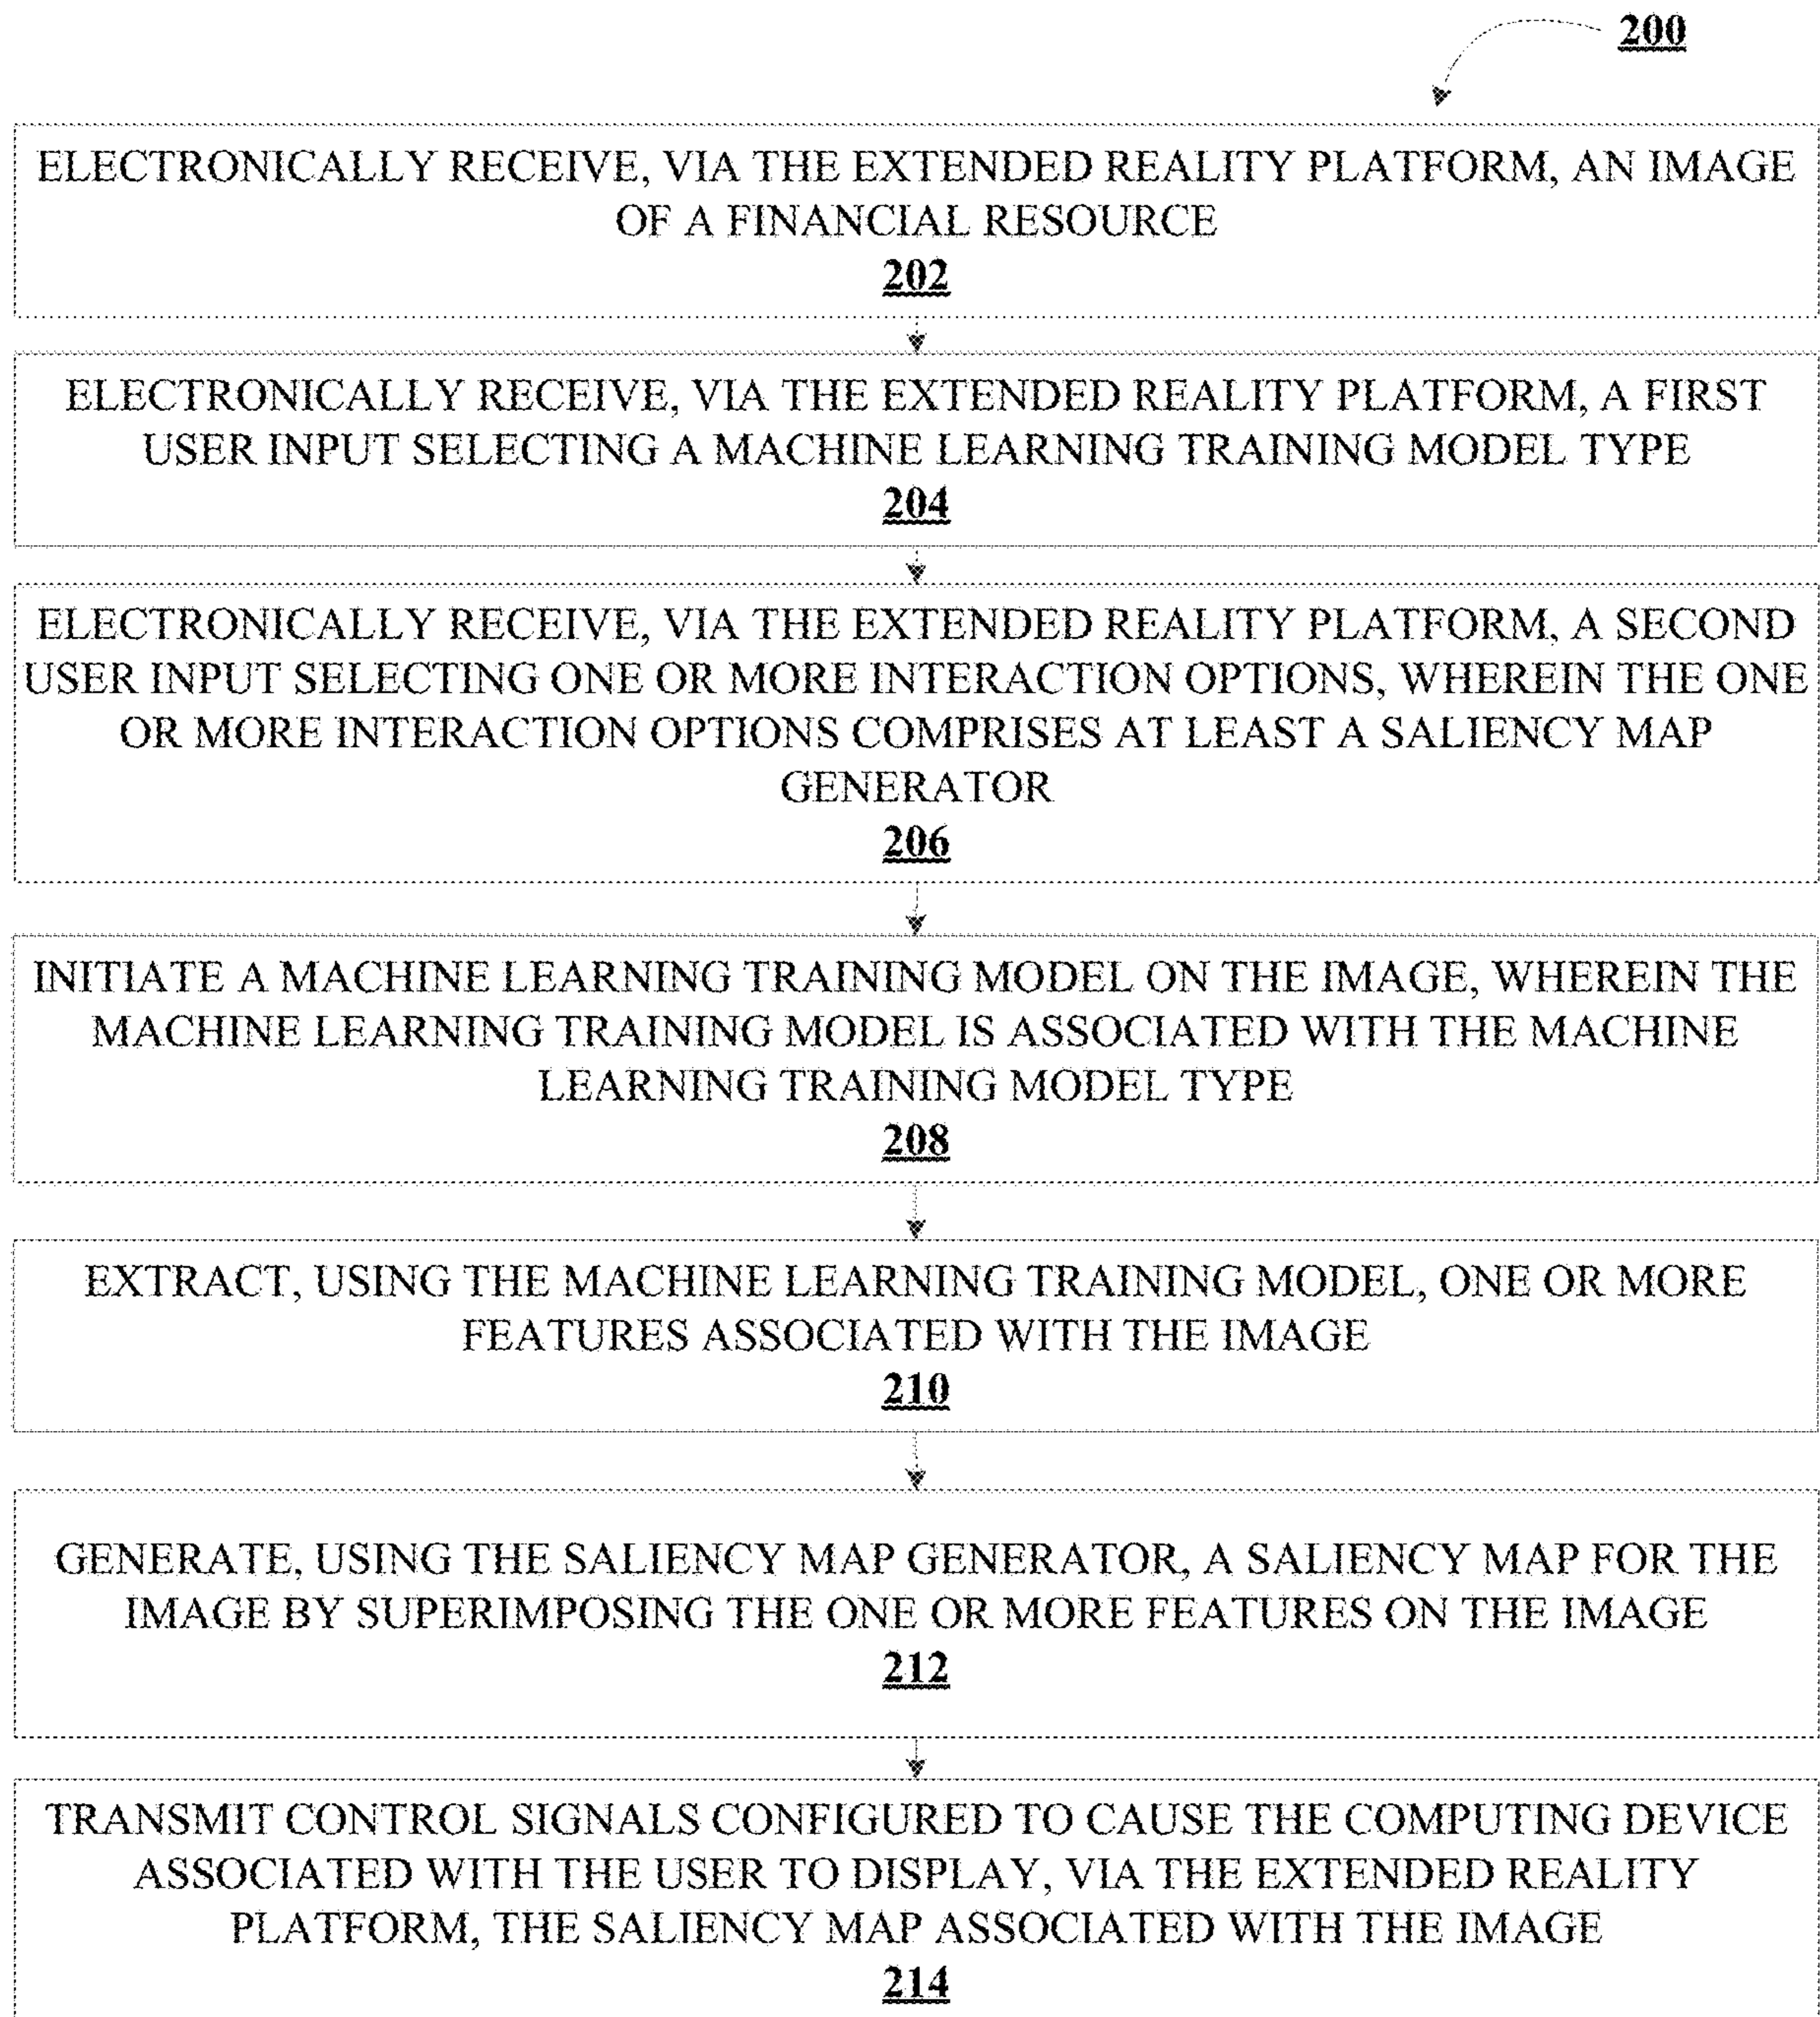 200
ELECTRONICALLY RECEIVE, VIA THE EXTENDED REALITY PLATFORM, AN IMAGE
OF A FINANCIAL RESOURCE
202
ELECTRONICALLY RECEIVE, VIA THE EXTENDED REALITY PLATFORM, A FIRST
USER INPUT SELECTING A MACHINE LEARNING TRAINING MODEL TYPE
204
ELECTRONICALLY RECEIVE, VIA THE EXTENDED REALITY PLATFORM, A SECOND
USER INPUT SELECTING ONE OR MORE INTERACTION OPTIONS, WHEREIN THE ONE
OR MORE INTERACTION OPTIONS COMPRISES AT LEAST A SALIENCY MAP
GENERATOR
206
INITIATE A MACHINE LEARNING TRAINING MODEL ON THE IMAGE, WHEREIN THE
MACHINE LEARNING TRAINING MODEL IS ASSOCIATED WITH THE MACHINE
LEARNING TRAINING MODEL TYPE
208
EXTRACT, USING THE MACHINE LEARNING TRAINING MODEL, ONE OR MORE
FEATURES ASSOCIATED WITH THE IMAGE
210
GENERATE, USING THE SALIENCY MAP GENERATOR, A SALIENCY MAP FOR THE
IMAGE BY SUPERIMPOSING THE ONE OR MORE FEATURES ON THE IMAGE
212
TRANSMIT CONTROL SIGNALS CONFIGURED TO CAUSE THE COMPUTING DEVICE
ASSOCIATED WITH THE USER TO DISPLAY, VIA THE EXTENDED REALITY
PLATFORM, THE SALIENCY MAP ASSOCIATED WITH THE IMAGE
214